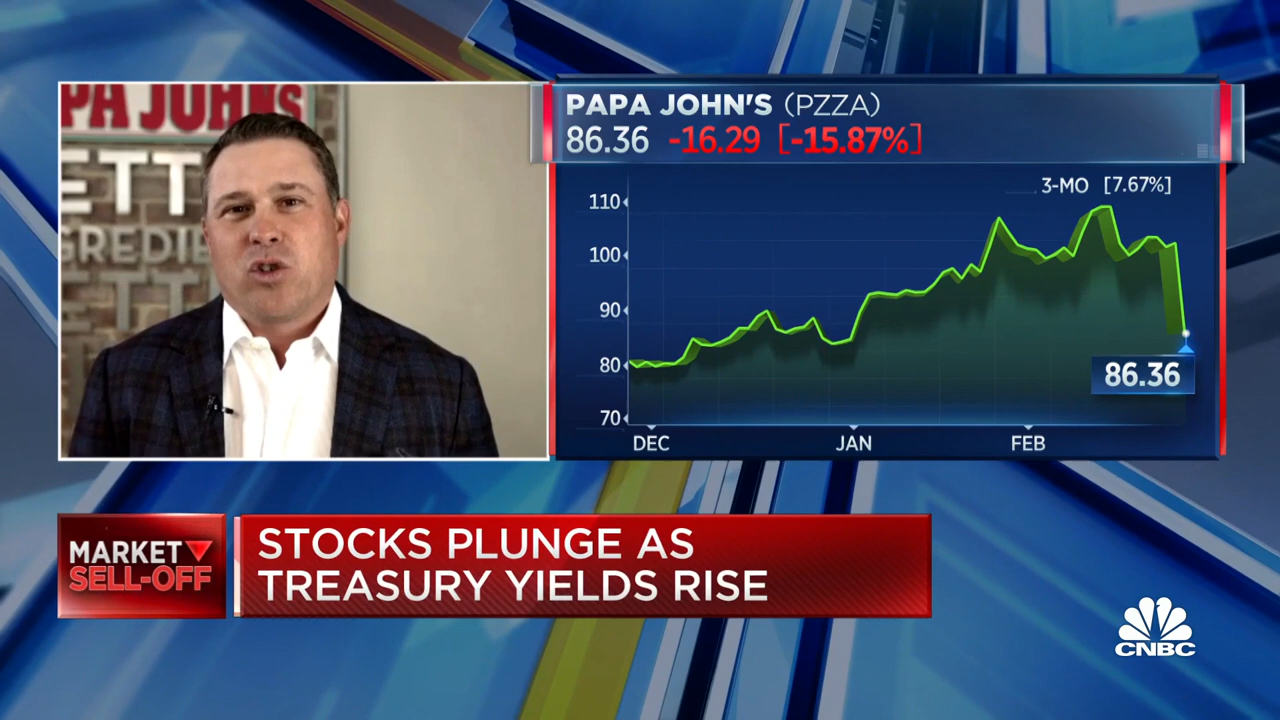 PA JOHNS
ETT
GREDIE
ETT
PAPA JOHN'S (PZZA)
86.36 -16.29 [-15.87%]
3-MO [7.67%]
110
100
90
80
70
86.36
DEC JAN FEB
MARKET
SELL-OFF
STOCKS PLUNGE AS
TREASURY YIELDS RISE
CNBC